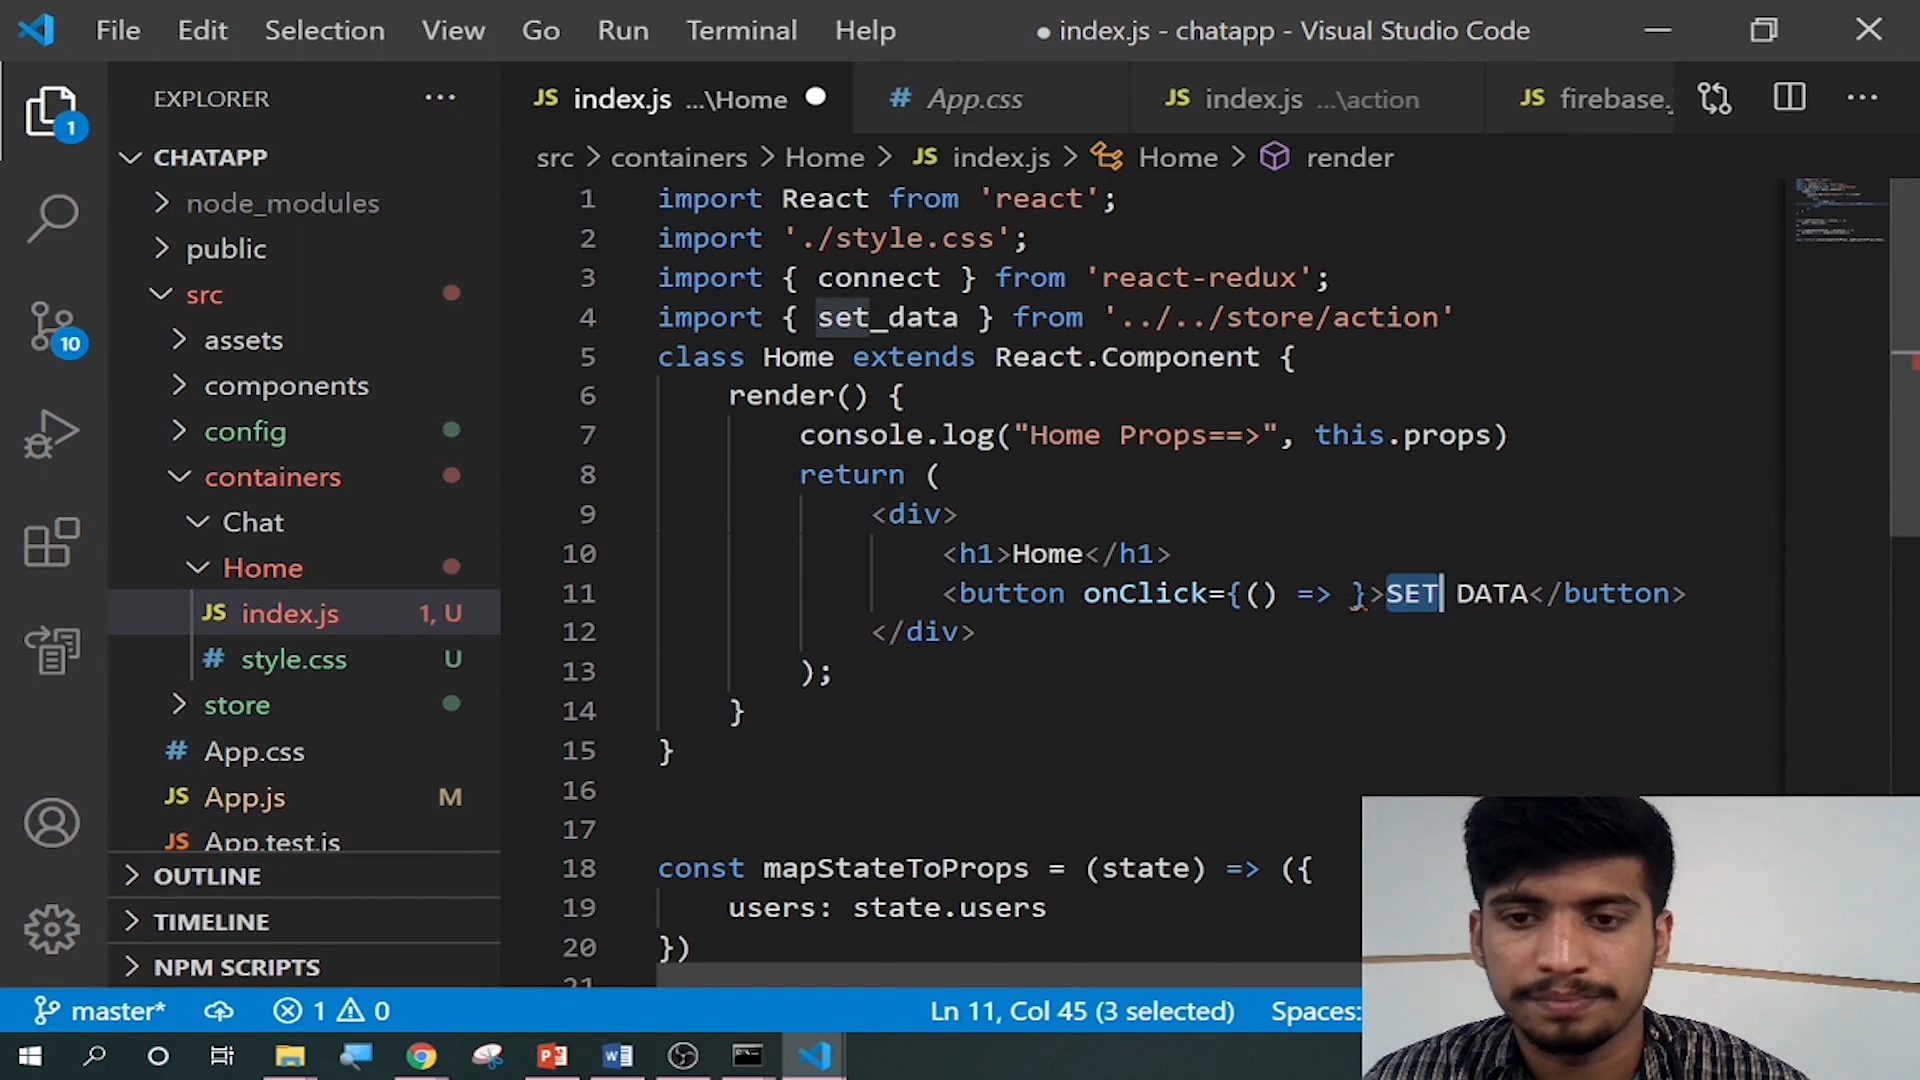 File Edit Selection View Go Run Terminal Help ● index.js - chatapp - Visual Studio Code
EXPLORER ···
JS index.js ...\Home ● # App.css JS index.js ...\action JS firebase. ···
1
CHATAPP
src > containers > Home > JS index.js > Home > render
node_modules
public
src
assets
components
config
containers
Chat
Home
JS index.js 1, U
# style.css U
store
# App.css
JS App.js M
JS App.test.js
OUTLINE
TIMELINE
NPM SCRIPTS
10
1 import React from 'react';
2 import './style.css';
3 import { connect } from 'react-redux';
4 import { set_data } from '../../store/action'
5 class Home extends React.Component {
6 render() {
7 console.log("Home Props==>", this.props)
8 return (
9 <div>
10 <h1>Home</h1>
11 <button onClick={() => }>SET DATA</button>
12 </div>
13 );
14 }
15 }
16
17
18 const mapStateToProps = (state) => ({
19 users: state.users
20 })
21
master* 1 0 Ln 11, Col 45 (3 selected) Spaces: